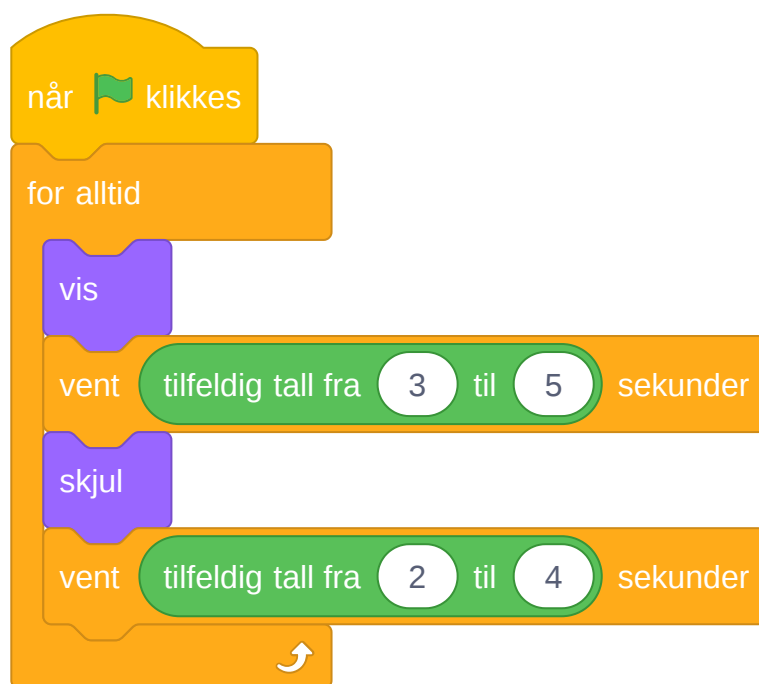 når klikkes
for alltid
vis
vent tilfeldig tall fra 3 til 5 sekunder
skjul
vent tilfeldig tall fra 2 til 4 sekunder